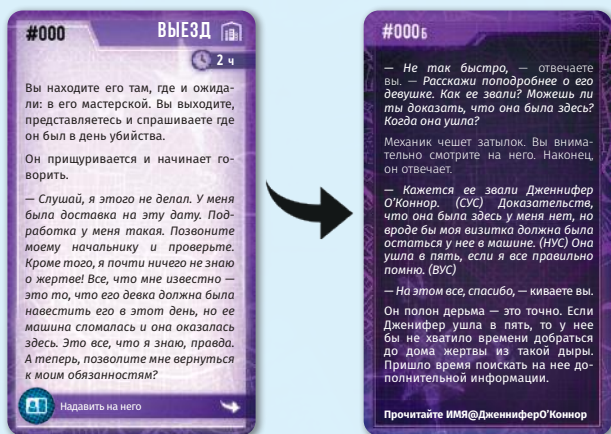 #000
ВЫЕЗД
2 ч
Вы находите его там, где и ожида-
ли: в его мастерской. Вы выходите,
представляетесь и спрашиваете где
он был в день убийства.
Он прищуривается и начинает го-
ворить.
— Слушай, я этого не делал. У меня
была доставка на эту дату. Под-
работка у меня такая. Позвоните
моему начальнику и проверьте.
Кроме того, я почти ничего не знаю
о жертве! Все, что мне известно —
это то, что его девка должна была
навестить его в этот день, но ее
машина сломалась и она оказалась
здесь. Это все, что я знаю, правда.
А теперь, позволите мне вернуться
к моим обязанностям?
Надавить на него
#000Б
— Не так быстро, — отвечаете
вы. — Расскажи поподробнее о его
девушке. Как ее звали? Можешь ли
ты доказать, что она была здесь?
Когда она ушла?
Механик чешет затылок. Вы внима-
тельно смотрите на него. Наконец,
он отвечает.
— Кажется ее звали Дженнифер
О’Коннор. (СУС) Доказательств,
что она была здесь у меня нет, но
вроде бы моя визитка должна была
остаться у нее в машине. (НУС) Она
ушла в пять, если я все правильно
помню. (ВУС)
— На этом все, спасибо, — киваете вы.
Он полон дерьма — это точно. Если
Дженифер ушла в пять, то у нее
бы не хватило времени добраться
до дома жертвы из такой дыры.
Пришло время поискать на нее до-
полнительной информации.
Прочитайте ИМЯ@ДженниферО’Коннор